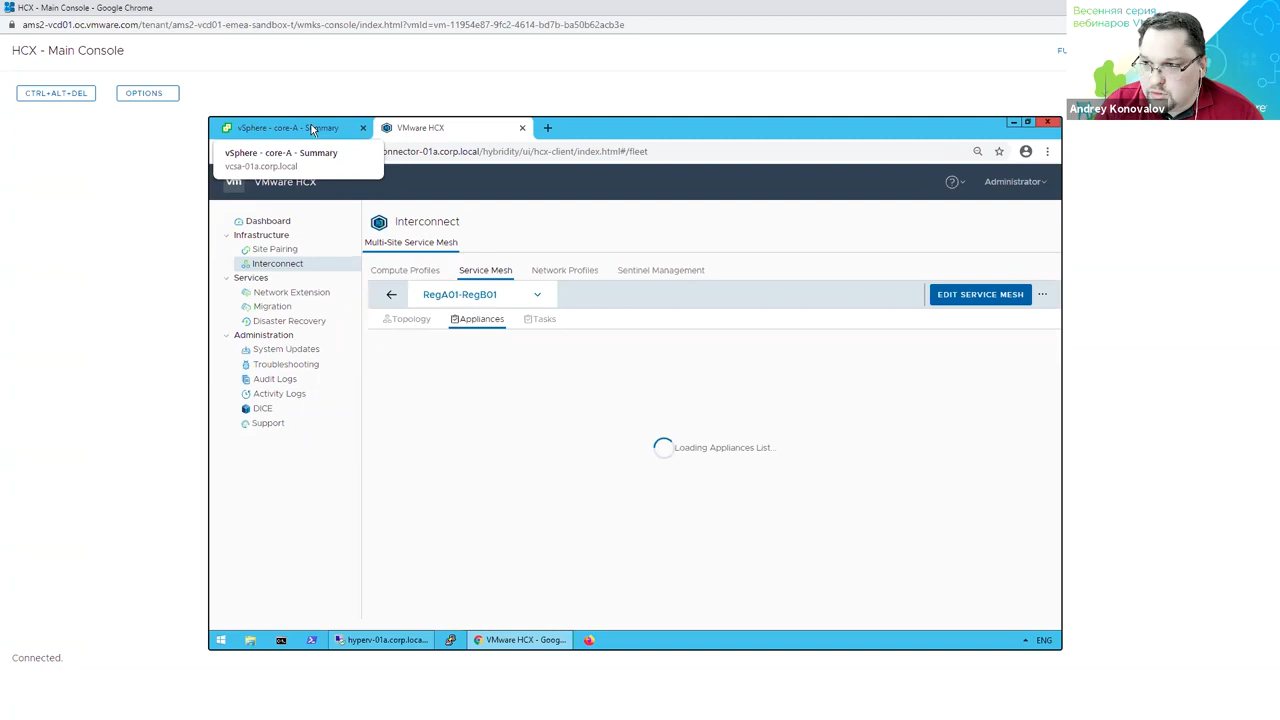 HCX - Main Console - Google Chrome
ams2-vcd01.oc.vmware.com/tenant/ams2-vcd01-emea-sandbox-t/wmks-console/index.html?vmId=vm-11954e87-9fc2-4614-bd7b-ba50b62acb3e
HCX - Main Console
FU
Весенняя серия
вебинаров VM
Andrey Konovalov
CTRL+ALT+DEL
OPTIONS
vSphere - core-A - Summary
VMware HCX
vSphere - core-A - Summary
vcsa-01a.corp.local
onnector-01a.corp.local/hybridity/ui/hcx-client/index.html#/fleet
vm
VMware HCX
Administrator
Dashboard
Infrastructure
Site Pairing
Interconnect
Services
Network Extension
Migration
Disaster Recovery
Administration
System Updates
Troubleshooting
Audit Logs
Activity Logs
DICE
Support
Interconnect
Multi-Site Service Mesh
Compute Profiles
Service Mesh
Network Profiles
Sentinel Management
RegA01-RegB01
EDIT SERVICE MESH
Topology
Appliances
Tasks
Loading Appliances List...
hyperv-01a.corp.loca...
VMware HCX - Goog...
ENG
Connected.